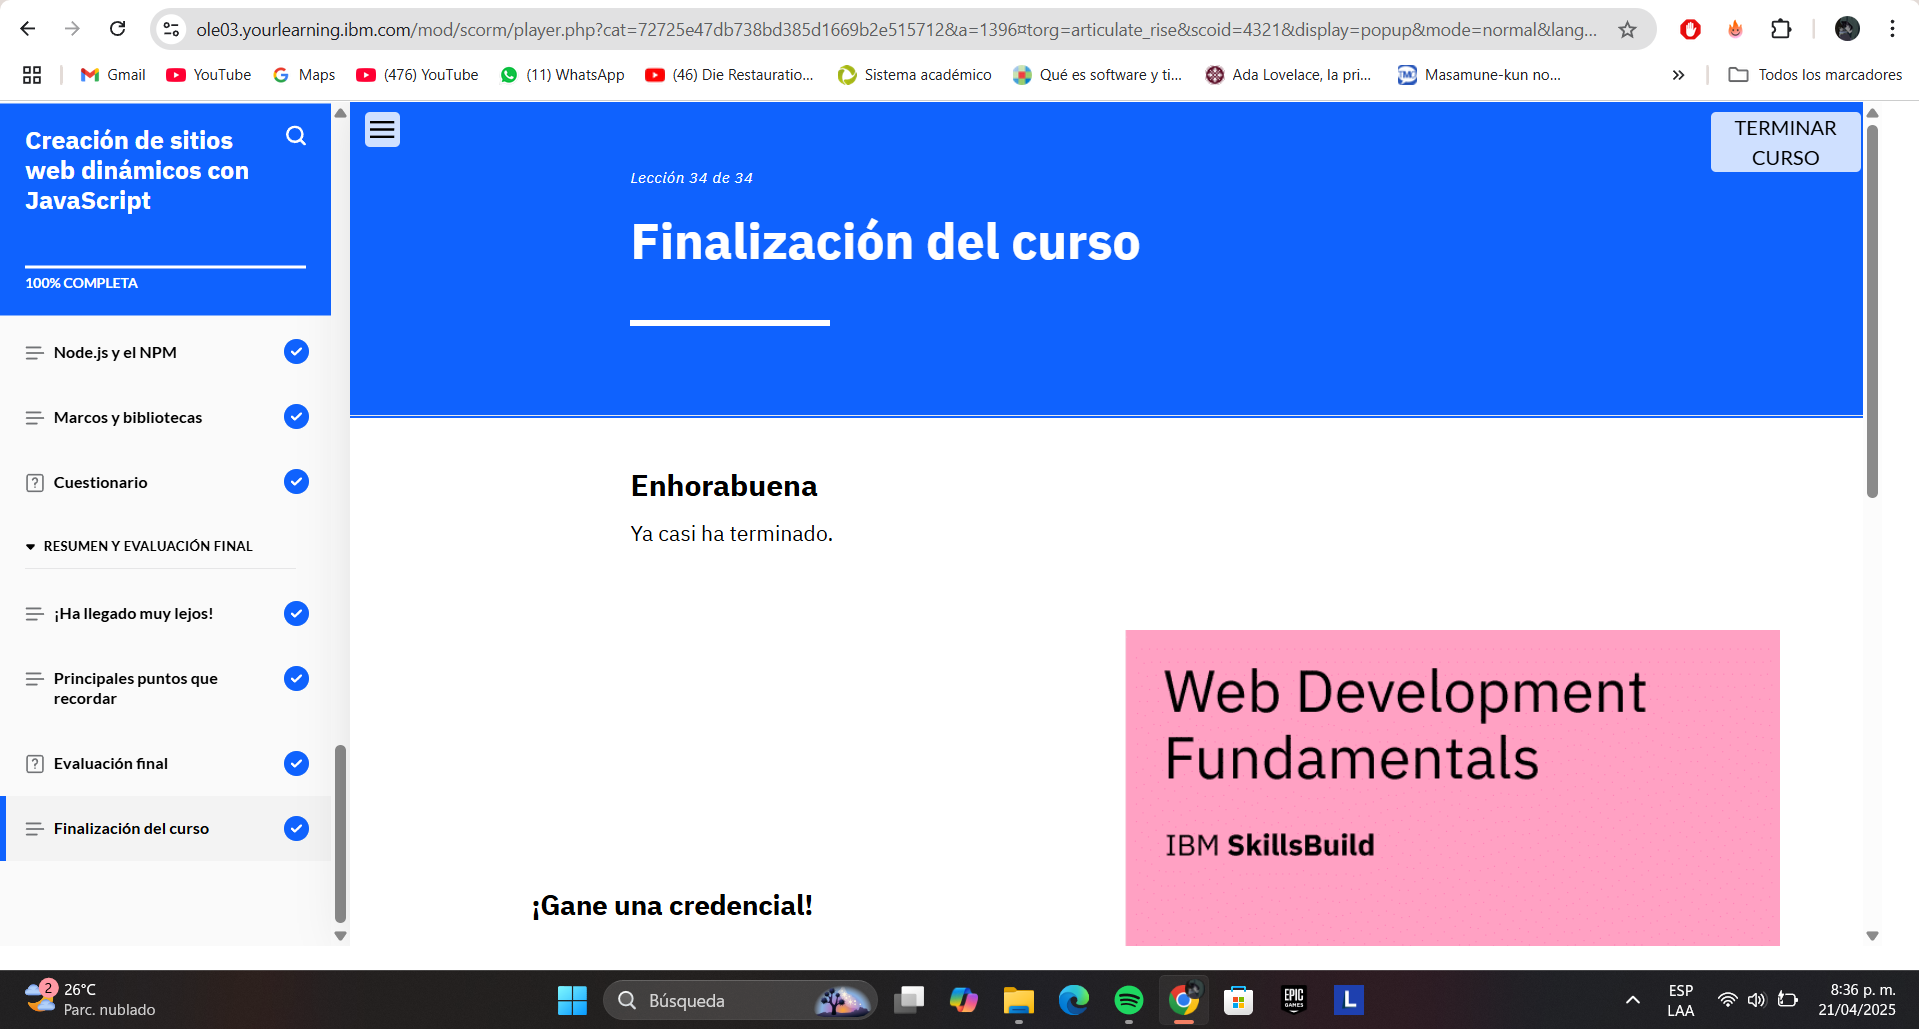 ole03.yourlearning.ibm.com/mod/scorm/player.php?cat=72725e47db738bd385d1669b2e515712&a=1396¤torg=articulate_rise&scoid=4321&display=popup&mode=normal&lang...
Gmail
YouTube
Maps
(476) YouTube
(11) WhatsApp
(46) Die Restauratio...
Sistema académico
Qué es software y ti...
Ada Lovelace, la pri...
Masamune-kun no...
»
Todos los marcadores
Creación de sitios
web dinámicos con
JavaScript
100% COMPLETA
Node.js y el NPM
Marcos y bibliotecas
Cuestionario
RESUMEN Y EVALUACIÓN FINAL
¡Ha llegado muy lejos!
Principales puntos que
recordar
Evaluación final
Finalización del curso
TERMINAR
CURSO
Lección 34 de 34
Finalización del curso
Enhorabuena
Ya casi ha terminado.
Web Development
Fundamentals
IBM SkillsBuild
¡Gane una credencial!
2
26°C
Parc. nublado
Búsqueda
EPIC
GAMES
L
ESP
LAA
8:36 p. m.
21/04/2025